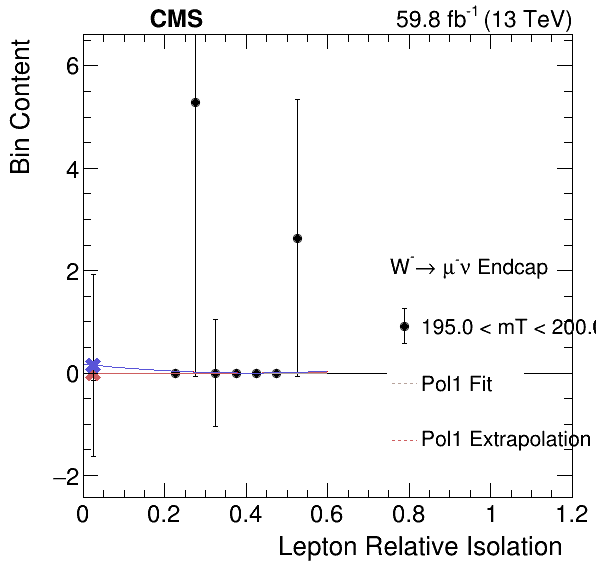 CMS
59.8 fb⁻¹ (13 TeV)
Bin Content
6
4
2
0
−2
W⁻→ μ⁻ν Endcap
195.0 < mT < 200.0
Pol1 Fit
Pol1 Extrapolation
0 0.2 0.4 0.6 0.8 1 1.2
Lepton Relative Isolation